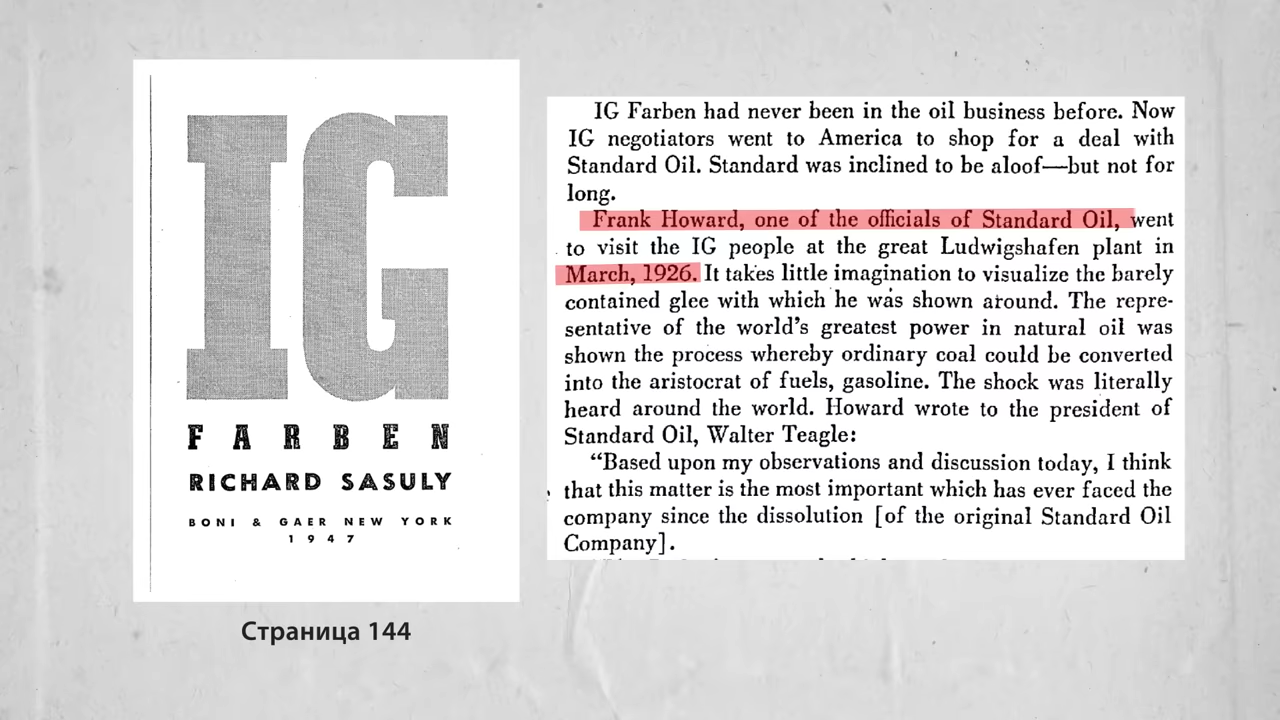 IG
FARBEN
RICHARD SASULY
BONI & GAER NEW YORK
1947
Страница 144
IG Farben had never been in the oil business before. Now
IG negotiators went to America to shop for a deal with
Standard Oil. Standard was inclined to be aloof—but not for
long.
Frank Howard, one of the officials of Standard Oil, went
to visit the IG people at the great Ludwigshafen plant in
March, 1926. It takes little imagination to visualize the barely
contained glee with which he was shown around. The repre-
sentative of the world's greatest power in natural oil was
shown the process whereby ordinary coal could be converted
into the aristocrat of fuels, gasoline. The shock was literally
heard around the world. Howard wrote to the president of
Standard Oil, Walter Teagle:
“Based upon my observations and discussion today, I think
that this matter is the most important which has ever faced the
company since the dissolution [of the original Standard Oil
Company].